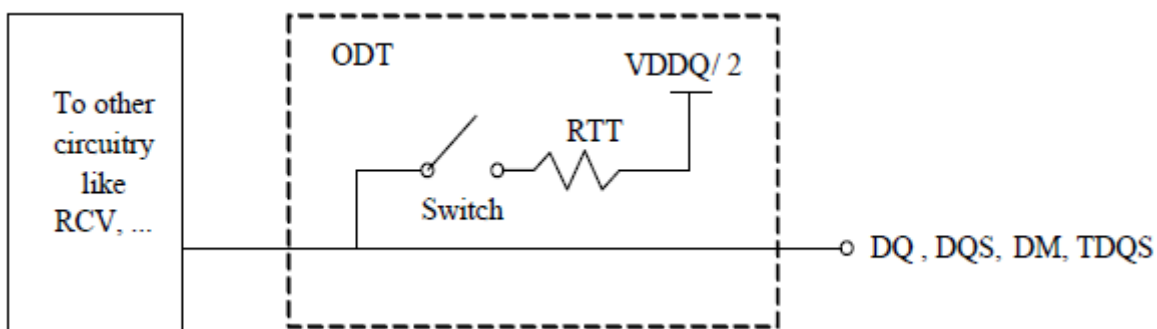 To other
circuitry
like
RCV, ...
ODT
VDDQ/ 2
RTT
Switch
DQ , DQS, DM, TDQS